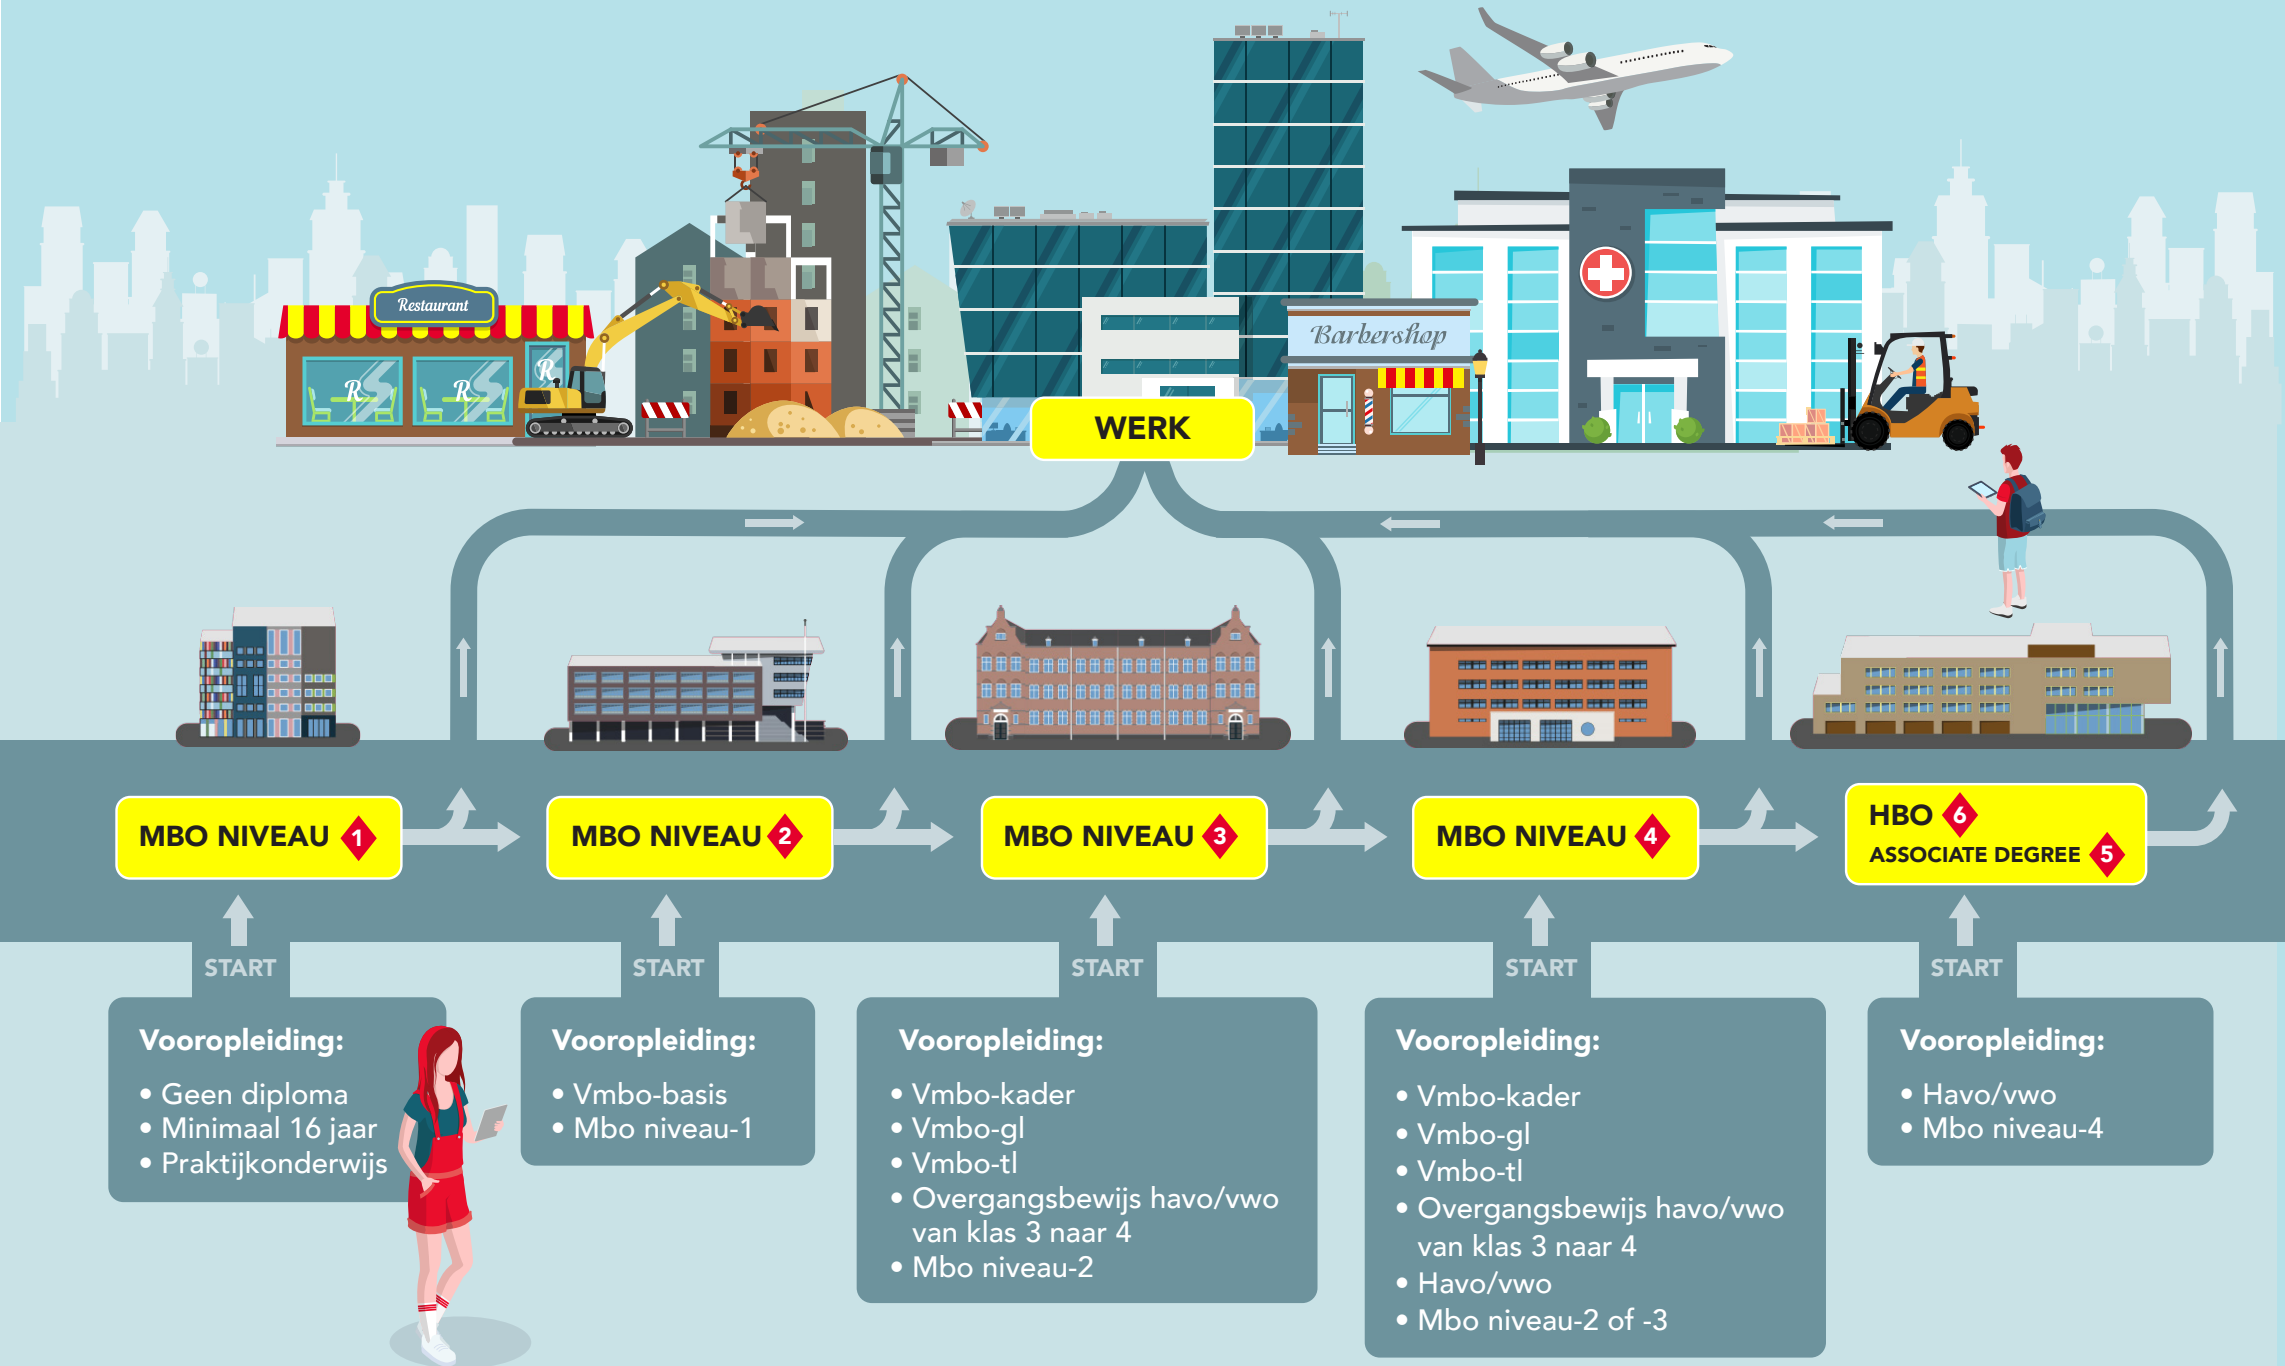 Restaurant
R
R
R
Barbershop
WERK
MBO NIVEAU 1
MBO NIVEAU 2
MBO NIVEAU 3
MBO NIVEAU 4
HBO 6
ASSOCIATE DEGREE 5
START
START
START
START
START
Vooropleiding:
• Geen diploma
• Minimaal 16 jaar
• Praktijkonderwijs
Vooropleiding:
• Vmbo-basis
• Mbo niveau-1
Vooropleiding:
• Vmbo-kader
• Vmbo-gl
• Vmbo-tl
• Overgangsbewijs havo/vwo
van klas 3 naar 4
• Mbo niveau-2
Vooropleiding:
• Vmbo-kader
• Vmbo-gl
• Vmbo-tl
• Overgangsbewijs havo/vwo
van klas 3 naar 4
• Havo/vwo
• Mbo niveau-2 of -3
Vooropleiding:
• Havo/vwo
• Mbo niveau-4